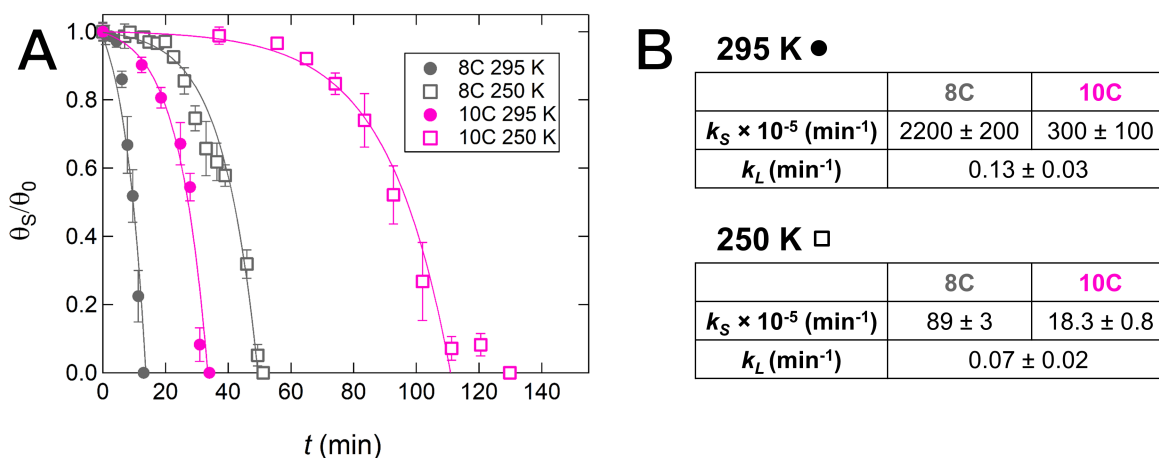 A
1.0
0.8
0.6
0.4
0.2
0.0
θS/θ0
0
20
40
60
80
100
120
140
t (min)
8C 295 K
8C 250 K
10C 295 K
10C 250 K
B
295 K
8C 10C
kS × 10-5 (min-1) 2200 ± 200 300 ± 100
kL (min-1) 0.13 ± 0.03
250 K
8C 10C
kS × 10-5 (min-1) 89 ± 3 18.3 ± 0.8
kL (min-1) 0.07 ± 0.02